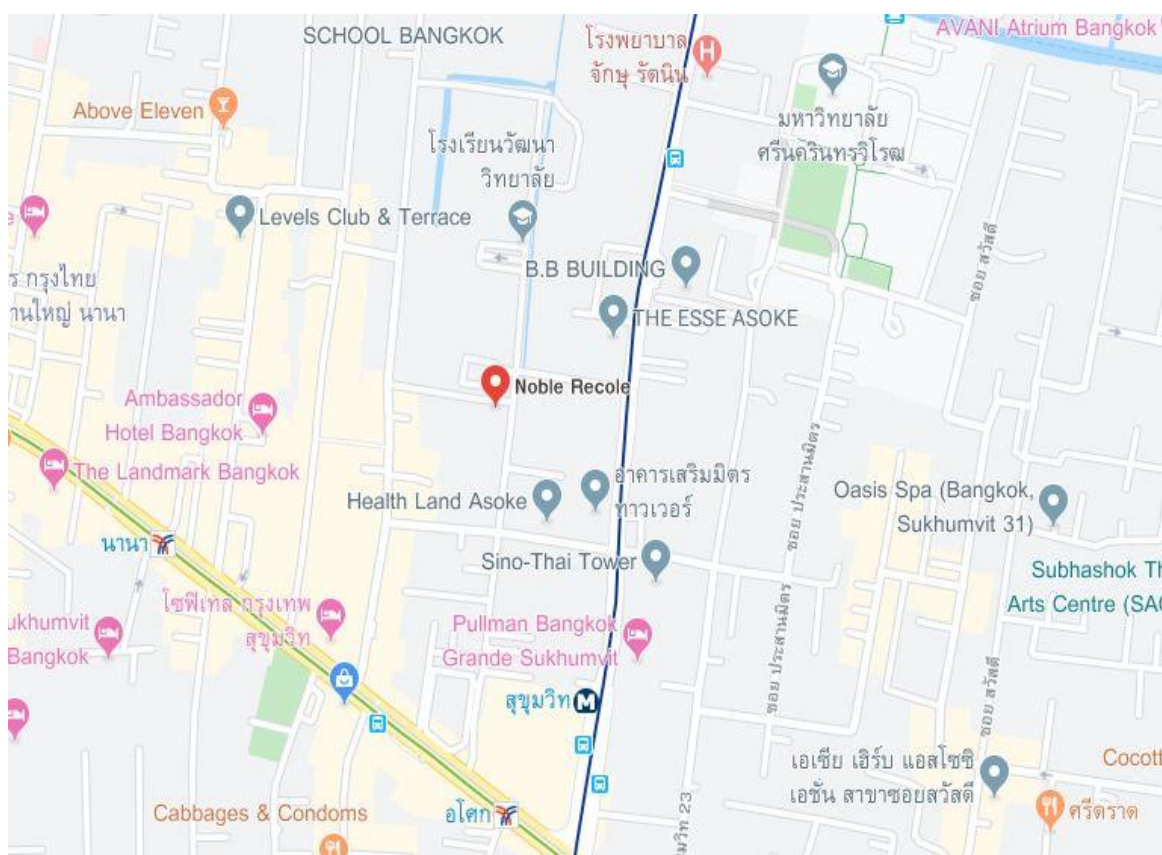 SCHOOL BANGKOK
โรงพยาบาล
จักษุ รัตนิน
AVANI Atrium Bangkok
Above Eleven
มหาวิทยาลัย
ศรีนครินทรวิโรฒ
โรงเรียนวัฒนา
วิทยาลัย
Levels Club & Terrace
ซอย สวัสดี
B.B BUILDING
กรุงไทย
านใหญ่ นานา
THE ESSE ASOKE
Noble Recole
Ambassador
Hotel Bangkok
The Landmark Bangkok
ซอย ประสานมิตร
อาคารเสริมมิตร
ทาวเวอร์
Health Land Asoke
Oasis Spa (Bangkok,
Sukhumvit 31)
นานา
Sino-Thai Tower
Subhashok Th
Arts Centre (SAC
โซฟิเทล กรุงเทพ
สุขุมวิท
ukhumvit
Bangkok
Pullman Bangkok
Grande Sukhumvit
ซอย ประสานมิตร
ซอย สวัสดี
สุขุมวิท
เอเชีย เฮิร์บ แอสโซซิ
เอชั่น สาขาซอยสวัสดี
Cocott
Cabbages & Condoms
อโศก
มวิท 23
ศรีตราด